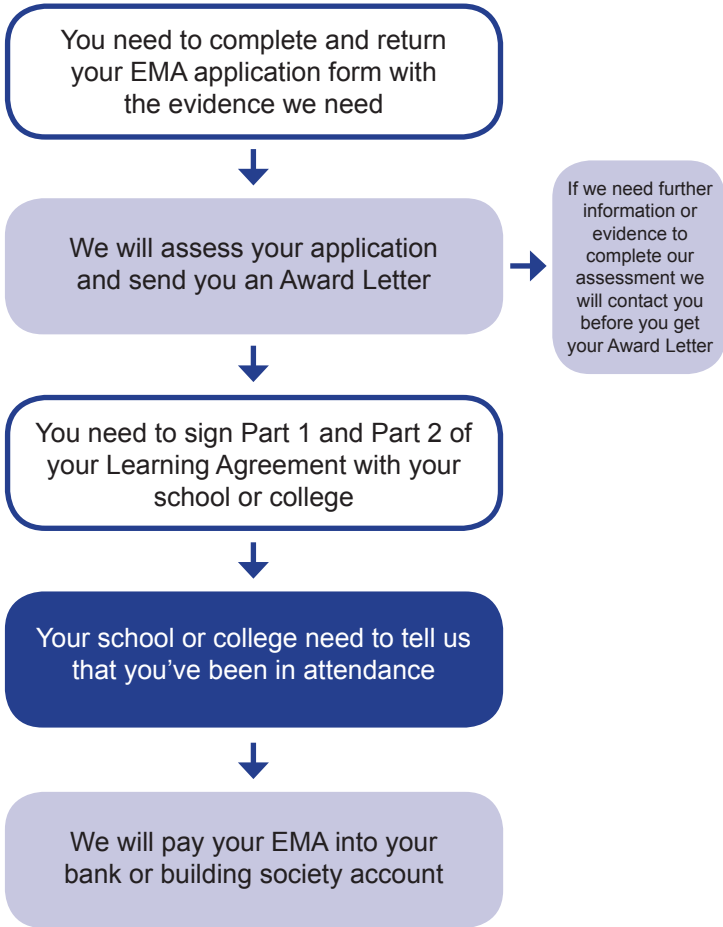 You need to complete and return
your EMA application form with
the evidence we need
We will assess your application
and send you an Award Letter
If we need further
information or
evidence to
complete our
assessment we
will contact you
before you get
your Award Letter
You need to sign Part 1 and Part 2 of
your Learning Agreement with your
school or college
Your school or college need to tell us
that you’ve been in attendance
We will pay your EMA into your
bank or building society account